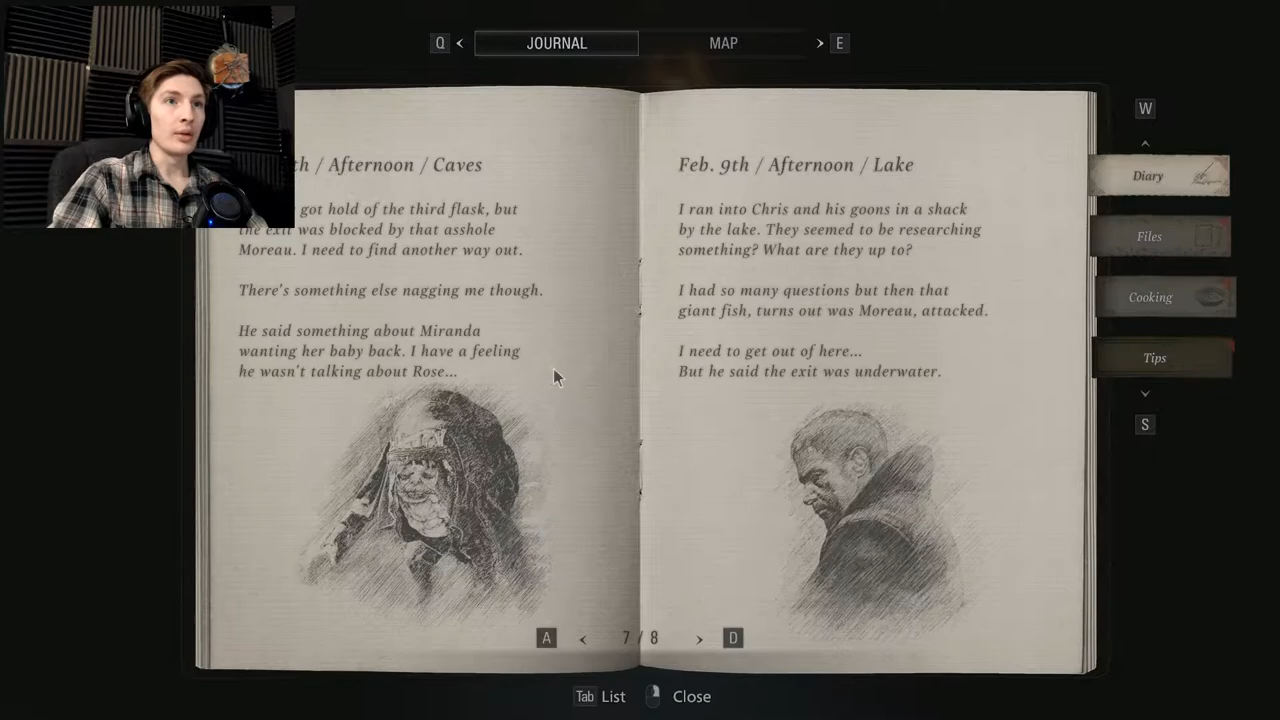 Q < JOURNAL MAP > E
W
th / Afternoon / Caves
got hold of the third flask, but
the exit was blocked by that asshole
Moreau. I need to find another way out.
There's something else nagging me though.
He said something about Miranda
wanting her baby back. I have a feeling
he wasn't talking about Rose...
Feb. 9th / Afternoon / Lake
I ran into Chris and his goons in a shack
by the lake. They seemed to be researching
something? What are they up to?
I had so many questions but then that
giant fish, turns out was Moreau, attacked.
I need to get out of here...
But he said the exit was underwater.
Diary
Files
Cooking
Tips
S
A < 7 / 8 > D
Tab List Close